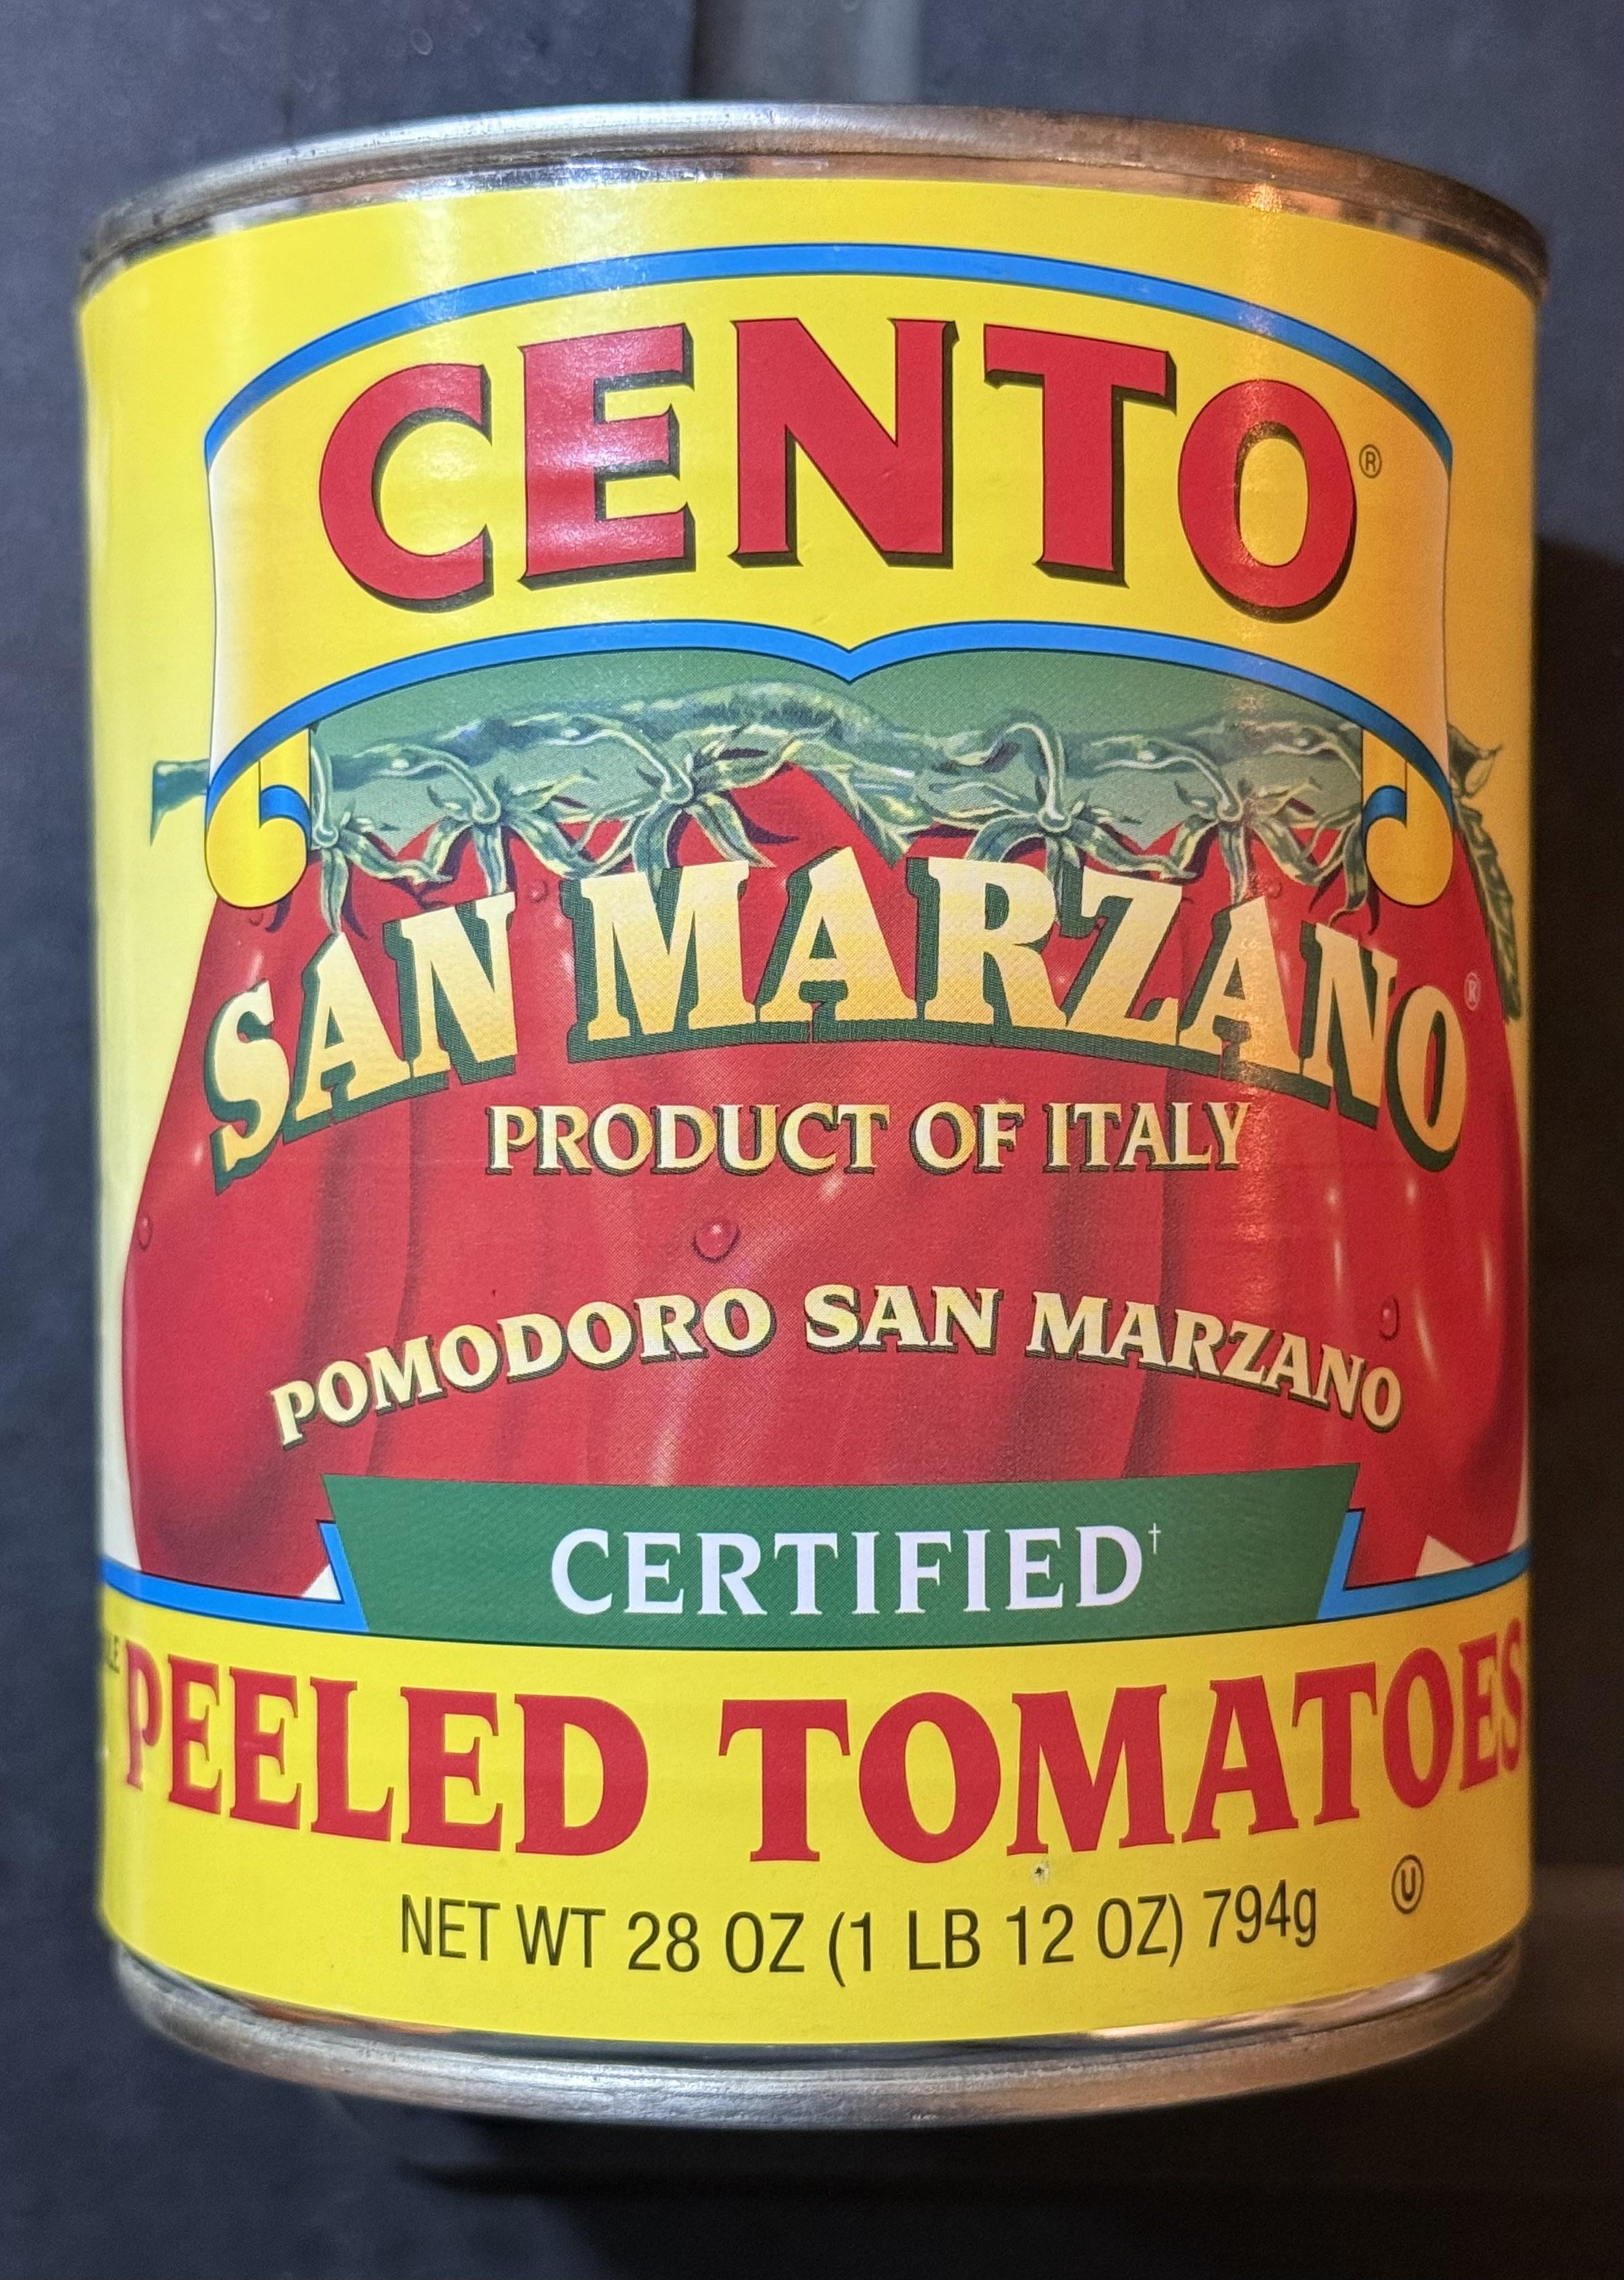 CENTO®
SAN MARZANO®
PRODUCT OF ITALY
POMODORO SAN MARZANO
CERTIFIED†
PEELED TOMATOES
NET WT 28 OZ (1 LB 12 OZ) 794g
U